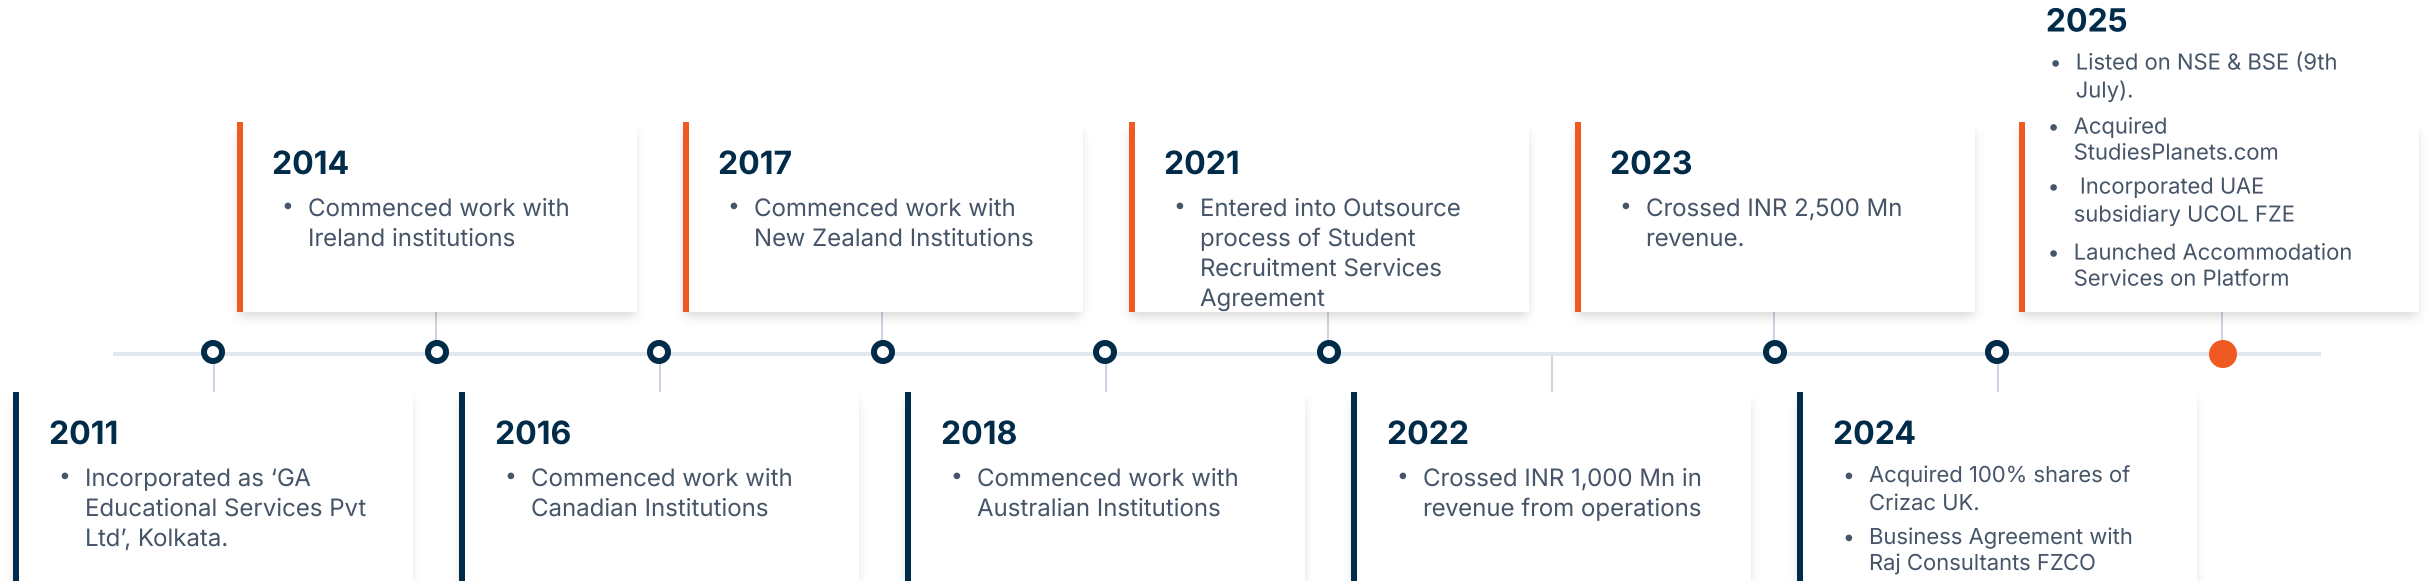 2011
• Incorporated as ‘GA
Educational Services Pvt
Ltd’, Kolkata.
2014
• Commenced work with
Ireland institutions
2016
• Commenced work with
Canadian Institutions
2017
• Commenced work with
New Zealand Institutions
2018
• Commenced work with
Australian Institutions
2021
• Entered into Outsource
process of Student
Recruitment Services
Agreement
2022
• Crossed INR 1,000 Mn in
revenue from operations
2023
• Crossed INR 2,500 Mn
revenue.
2024
• Acquired 100% shares of
Crizac UK.
• Business Agreement with
Raj Consultants FZCO
2025
• Listed on NSE & BSE (9th
July).
• Acquired
StudiesPlanets.com
• Incorporated UAE
subsidiary UCOL FZE
• Launched Accommodation
Services on Platform